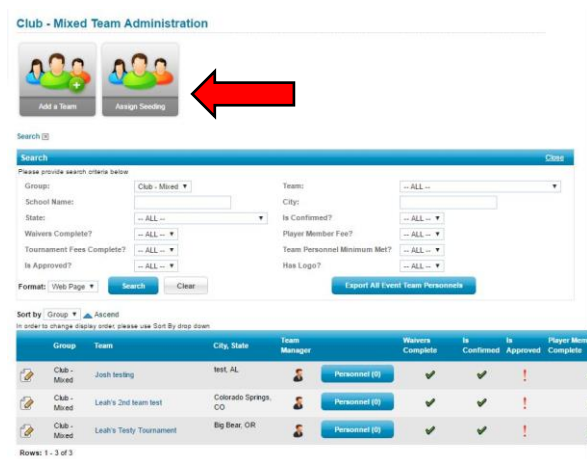 Club - Mixed Team Administration
Add a Team Assign Seeding
Search
Search Close
Please provide search criteria below
Group: Club - Mixed Team: -- ALL --
School Name: City:
State: -- ALL -- Is Confirmed? -- ALL --
Waivers Complete? -- ALL -- Player Member Fee? -- ALL --
Tournament Fees Complete? -- ALL -- Team Personnel Minimum Met? -- ALL --
Is Approved? -- ALL -- Has Logo? -- ALL --
Format: Web Page Search Clear Export All Event Team Personnels
Sort by Group Ascend
In order to change display order, please use Sort By drop down
Group Team City, State Team Manager Waivers Complete Is Confirmed Is Approved Player Mem Complete
Club - Mixed Josh testing test, AL Personnel (0) !
Club - Mixed Leah's 2nd team test Colorado Springs, CO Personnel (0) !
Club - Mixed Leah's Testy Tournament Big Bear, OR Personnel (0) !
Rows: 1 - 3 of 3